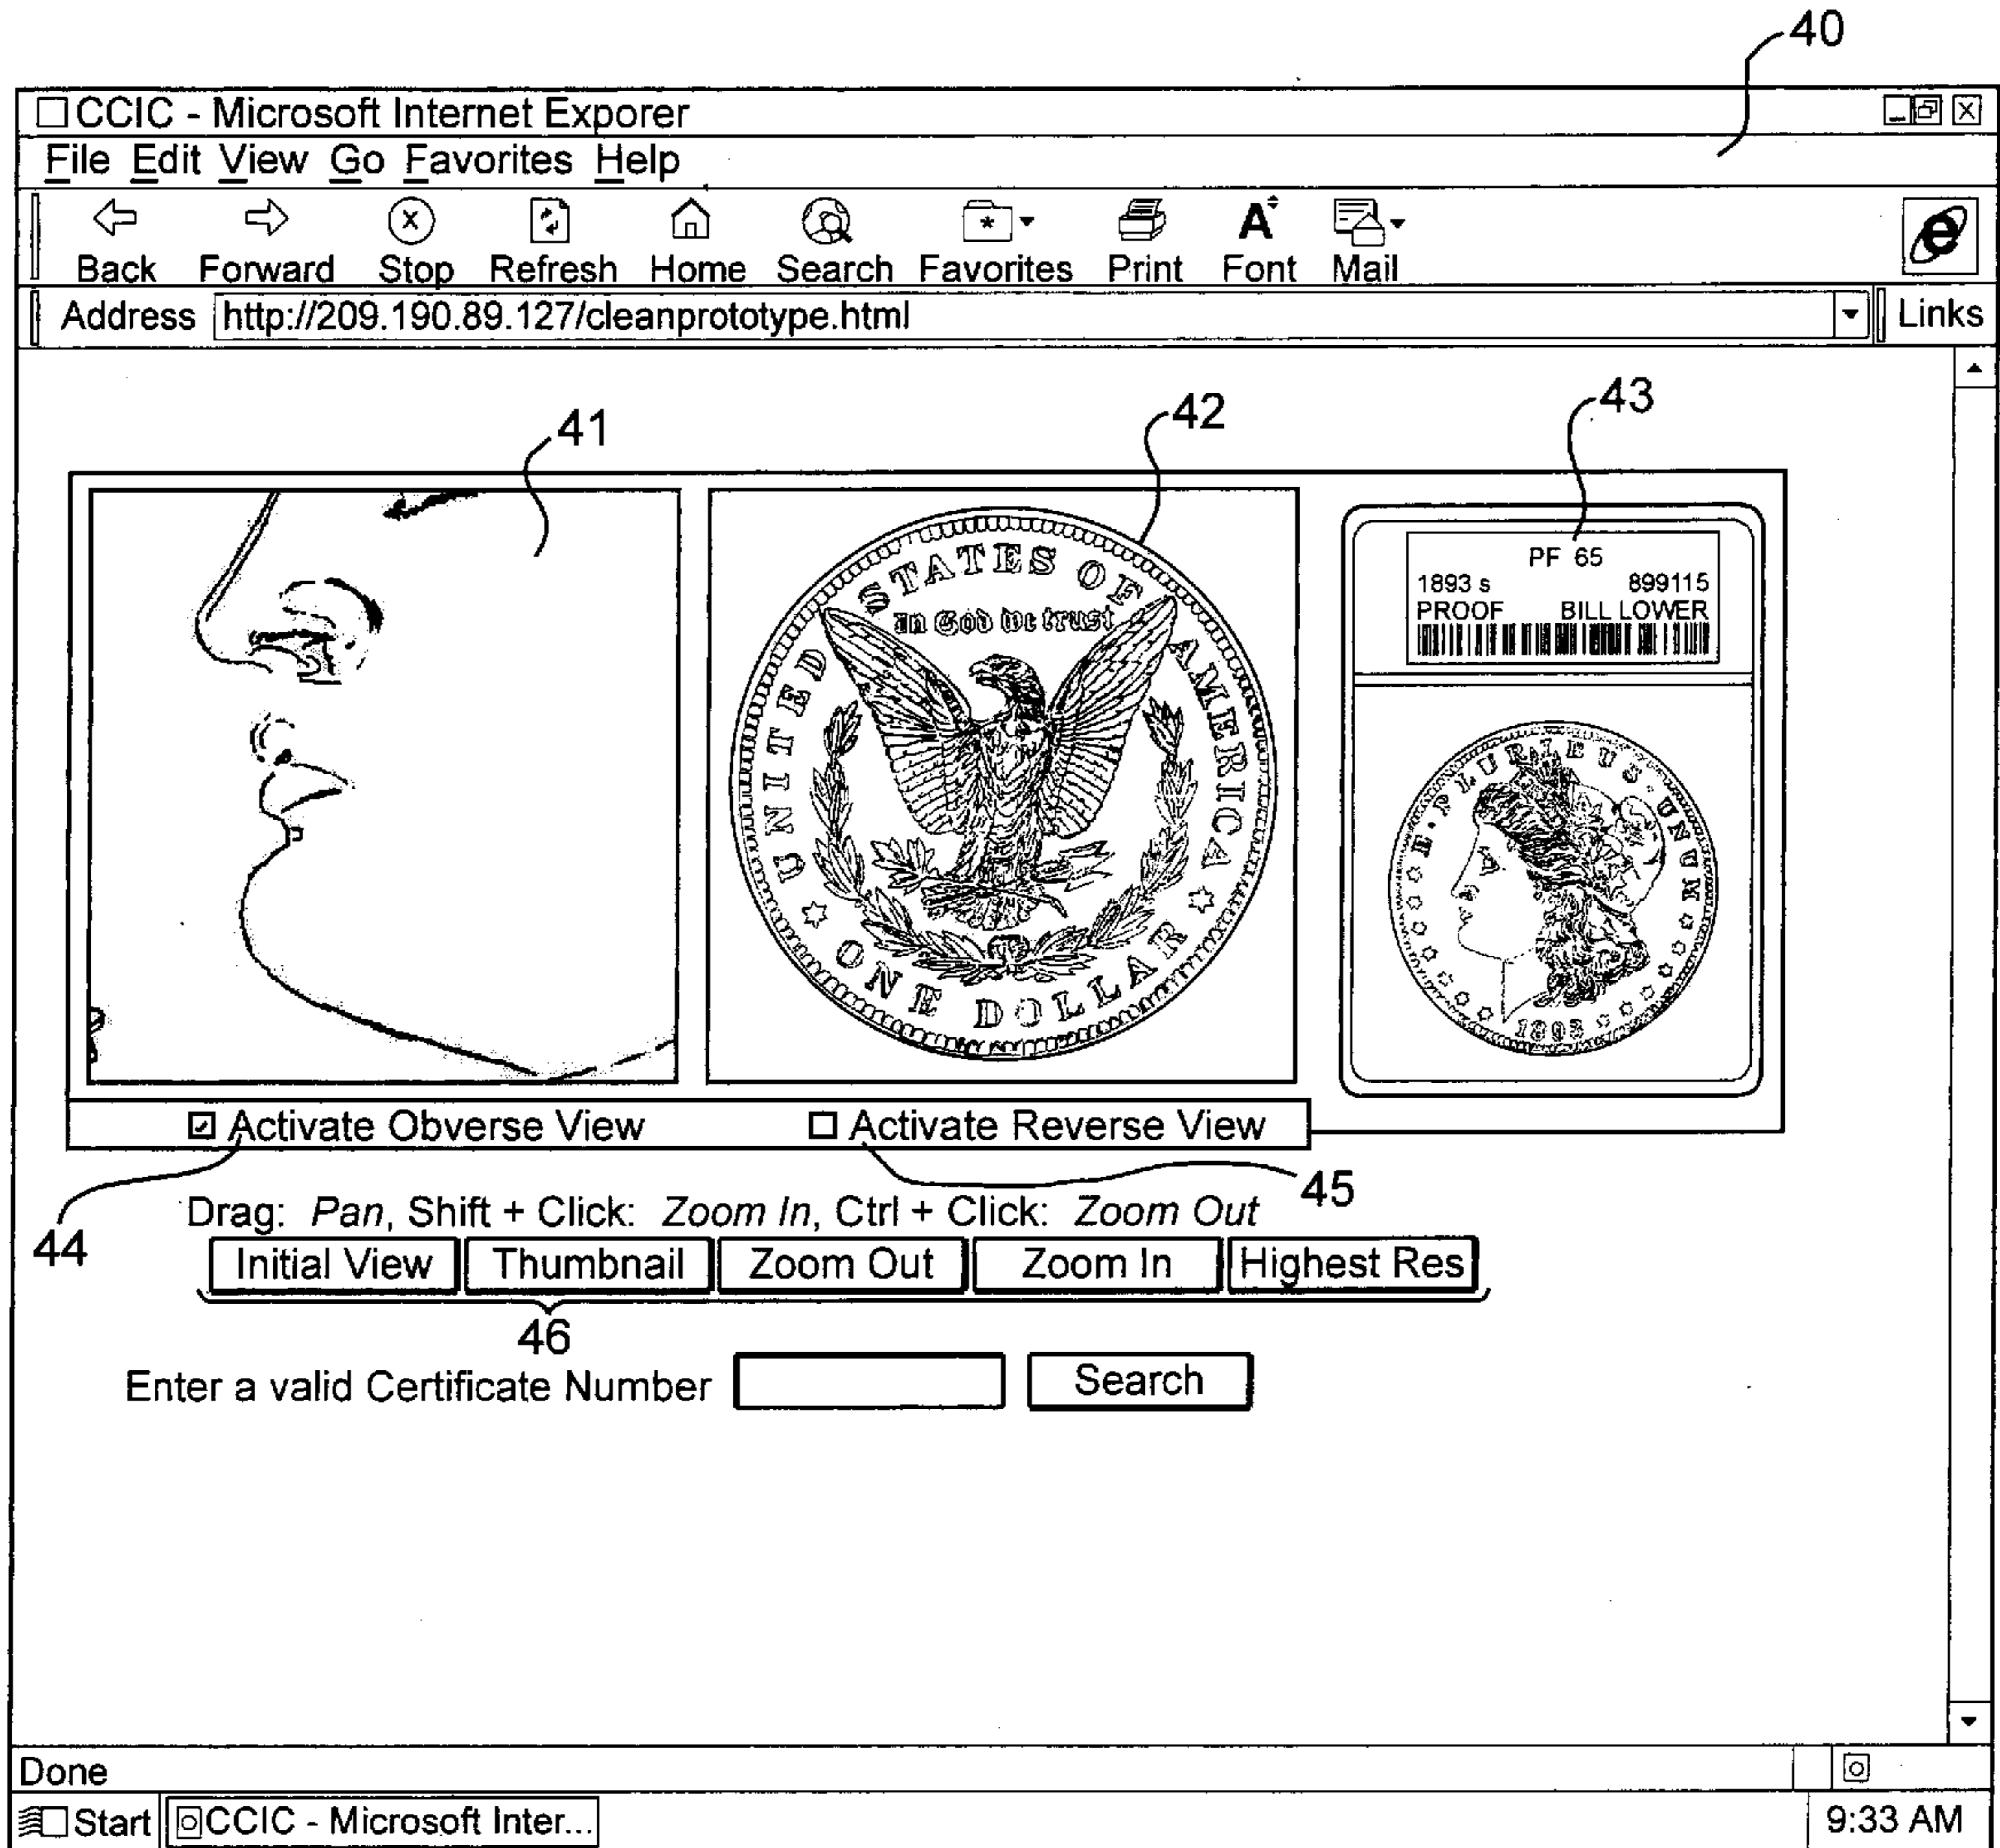 40
CCIC - Microsoft Internet Exporer
File Edit View Go Favorites Help
Back Forward Stop Refresh Home Search Favorites Print Font Mail
Address http://209.190.89.127/cleanprototype.html Links
41
42
43
UNITED STATES OF AMERICA
In God we trust
ONE DOLLAR
PF 65
1893 s 899115
PROOF BILL LOWER
E·PLURIBUS·UNUM
1893
Activate Obverse View
Activate Reverse View
44
45
Drag: Pan, Shift + Click: Zoom In, Ctrl + Click: Zoom Out
Initial View Thumbnail Zoom Out Zoom In Highest Res
46
Enter a valid Certificate Number Search
Done
Start CCIC - Microsoft Inter... 9:33 AM